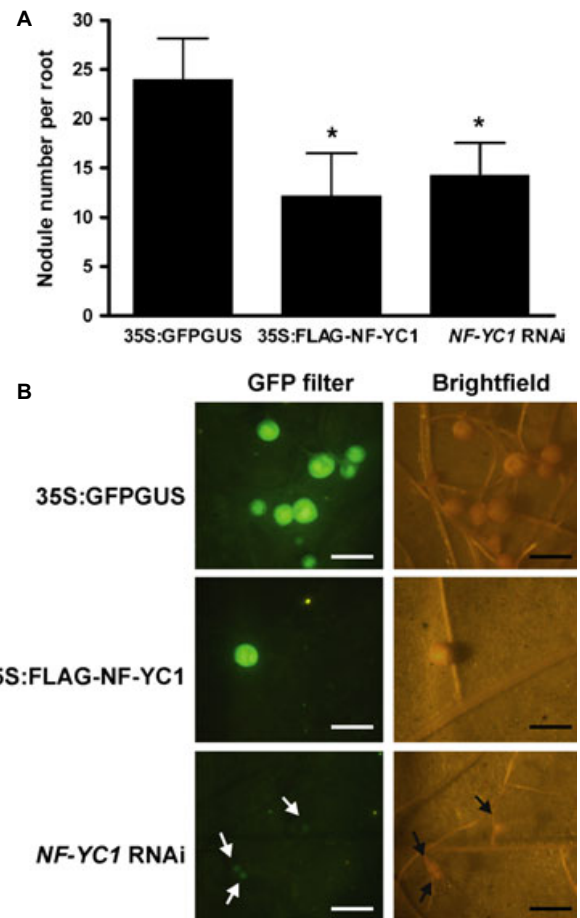 A
Nodule number per root
30
25
20
15
10
5
0
*
*
35S:GFPGUS 35S:FLAG-NF-YC1 NF-YC1 RNAi
B
GFP filter Brightfield
35S:GFPGUS
5S:FLAG-NF-YC1
NF-YC1 RNAi